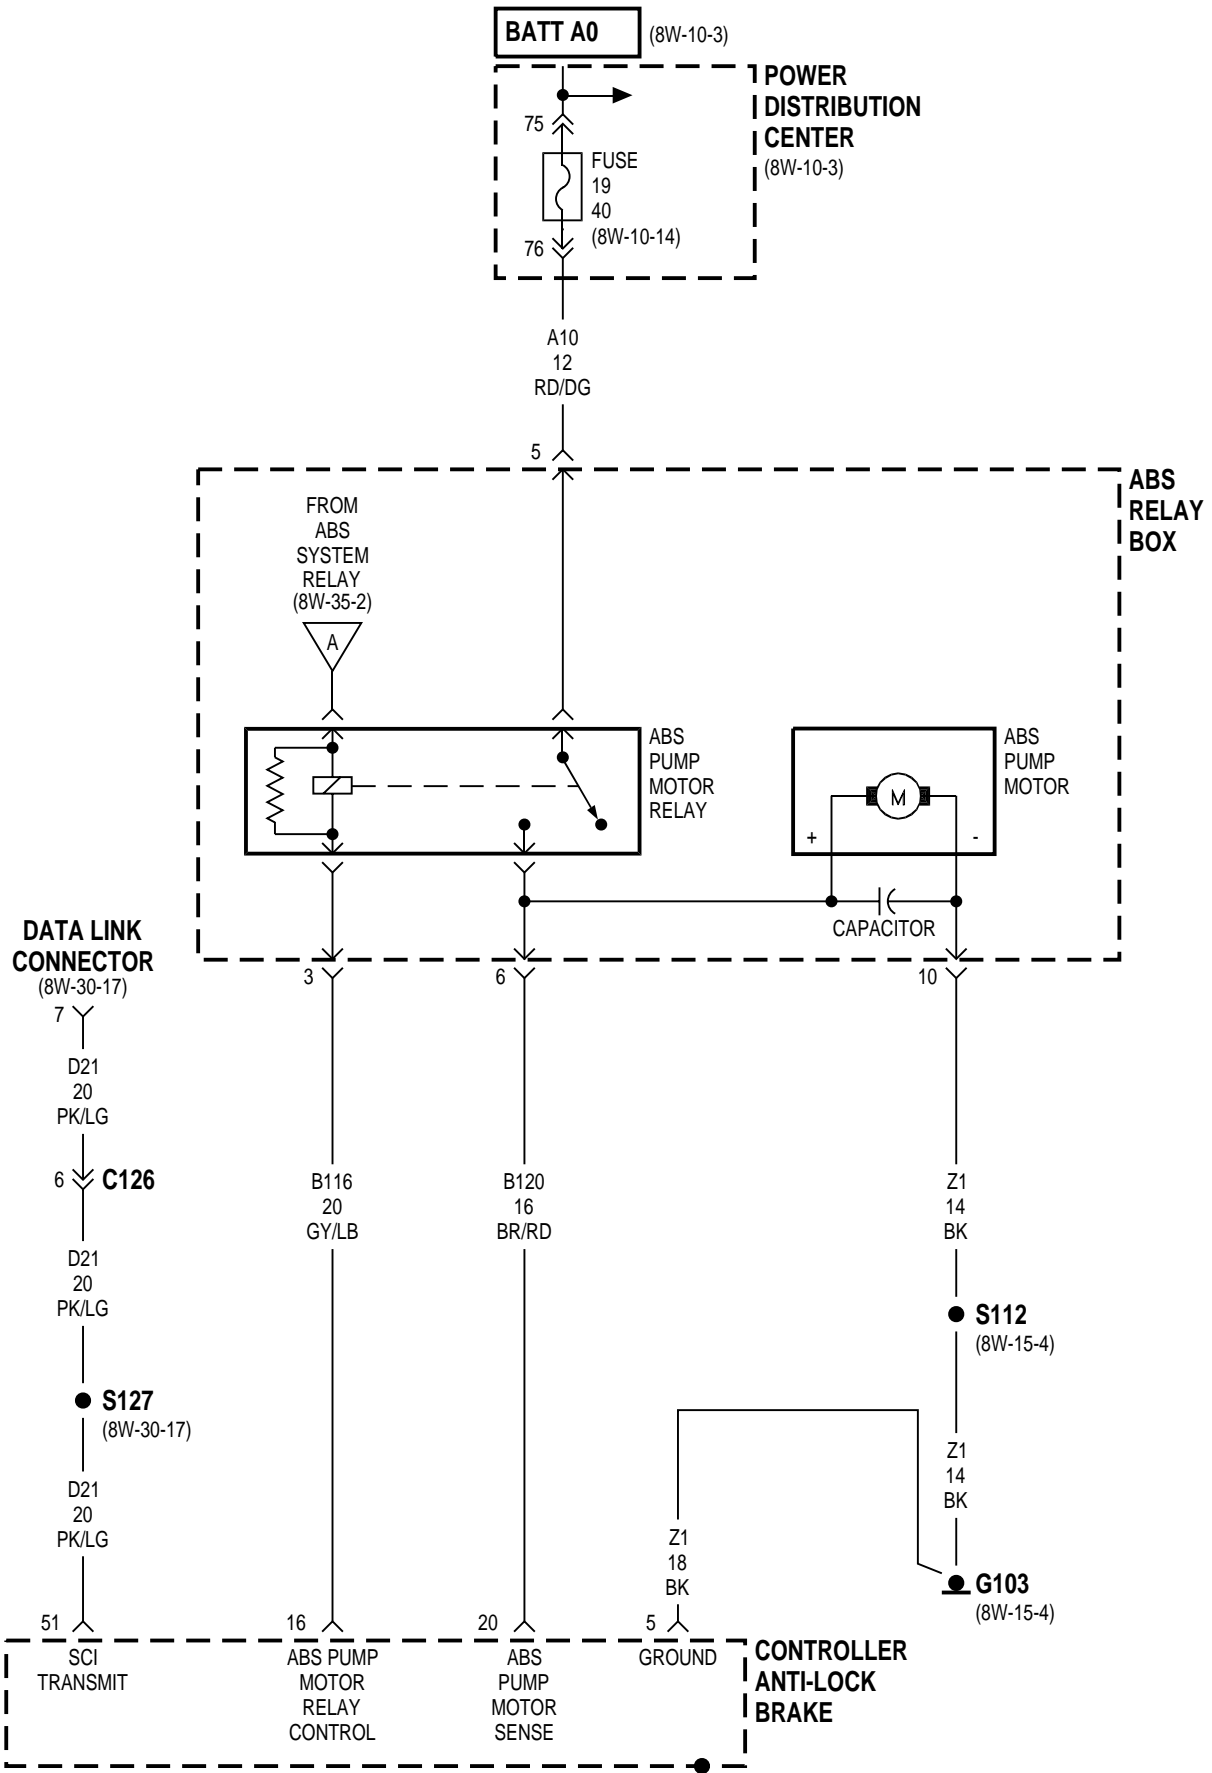 BATT A0
(8W-10-3)
POWER
DISTRIBUTION
CENTER
(8W-10-3)
75
FUSE
19
40
(8W-10-14)
76
A10
12
RD/DG
5
ABS
RELAY
BOX
FROM
ABS
SYSTEM
RELAY
(8W-35-2)
A
ABS
PUMP
MOTOR
RELAY
M
+
-
ABS
PUMP
MOTOR
CAPACITOR
3
6
10
DATA LINK
CONNECTOR
(8W-30-17)
7
D21
20
PK/LG
6
C126
D21
20
PK/LG
S127
(8W-30-17)
D21
20
PK/LG
B116
20
GY/LB
B120
16
BR/RD
Z1
14
BK
S112
(8W-15-4)
Z1
14
BK
Z1
18
BK
G103
(8W-15-4)
51
16
20
5
SCI
TRANSMIT
ABS PUMP
MOTOR
RELAY
CONTROL
ABS
PUMP
MOTOR
SENSE
GROUND
CONTROLLER
ANTI-LOCK
BRAKE